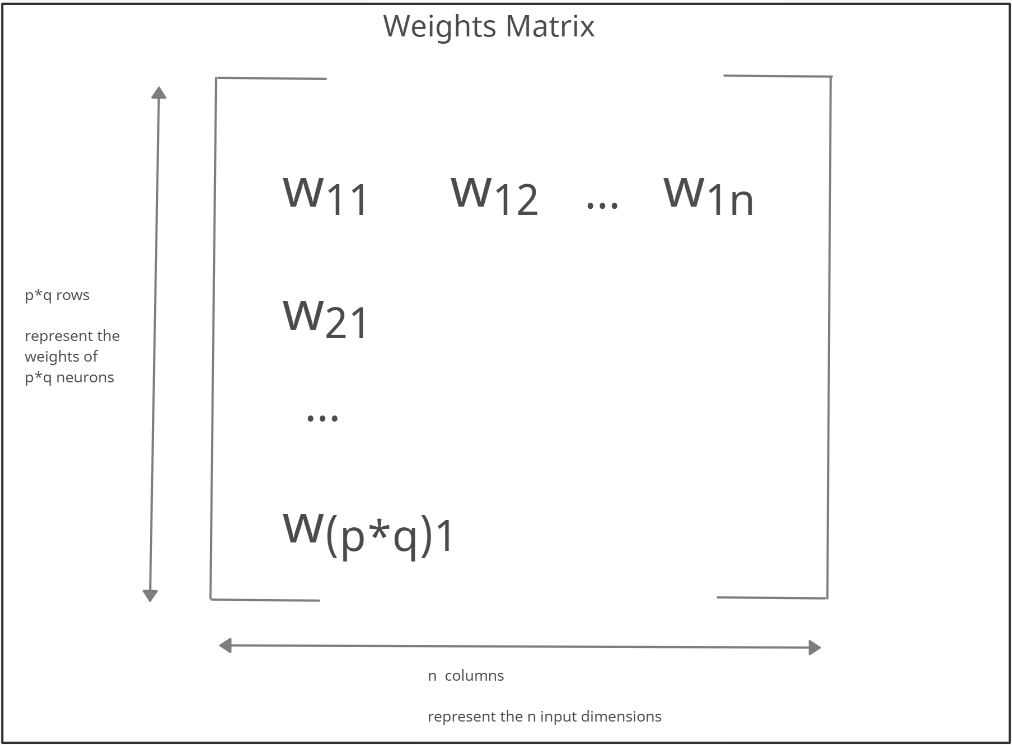 Weights Matrix
w11 w12 ... w1n
w21
...
w(p*q)1
p*q rows
represent the
weights of
p*q neurons
n columns
represent the n input dimensions